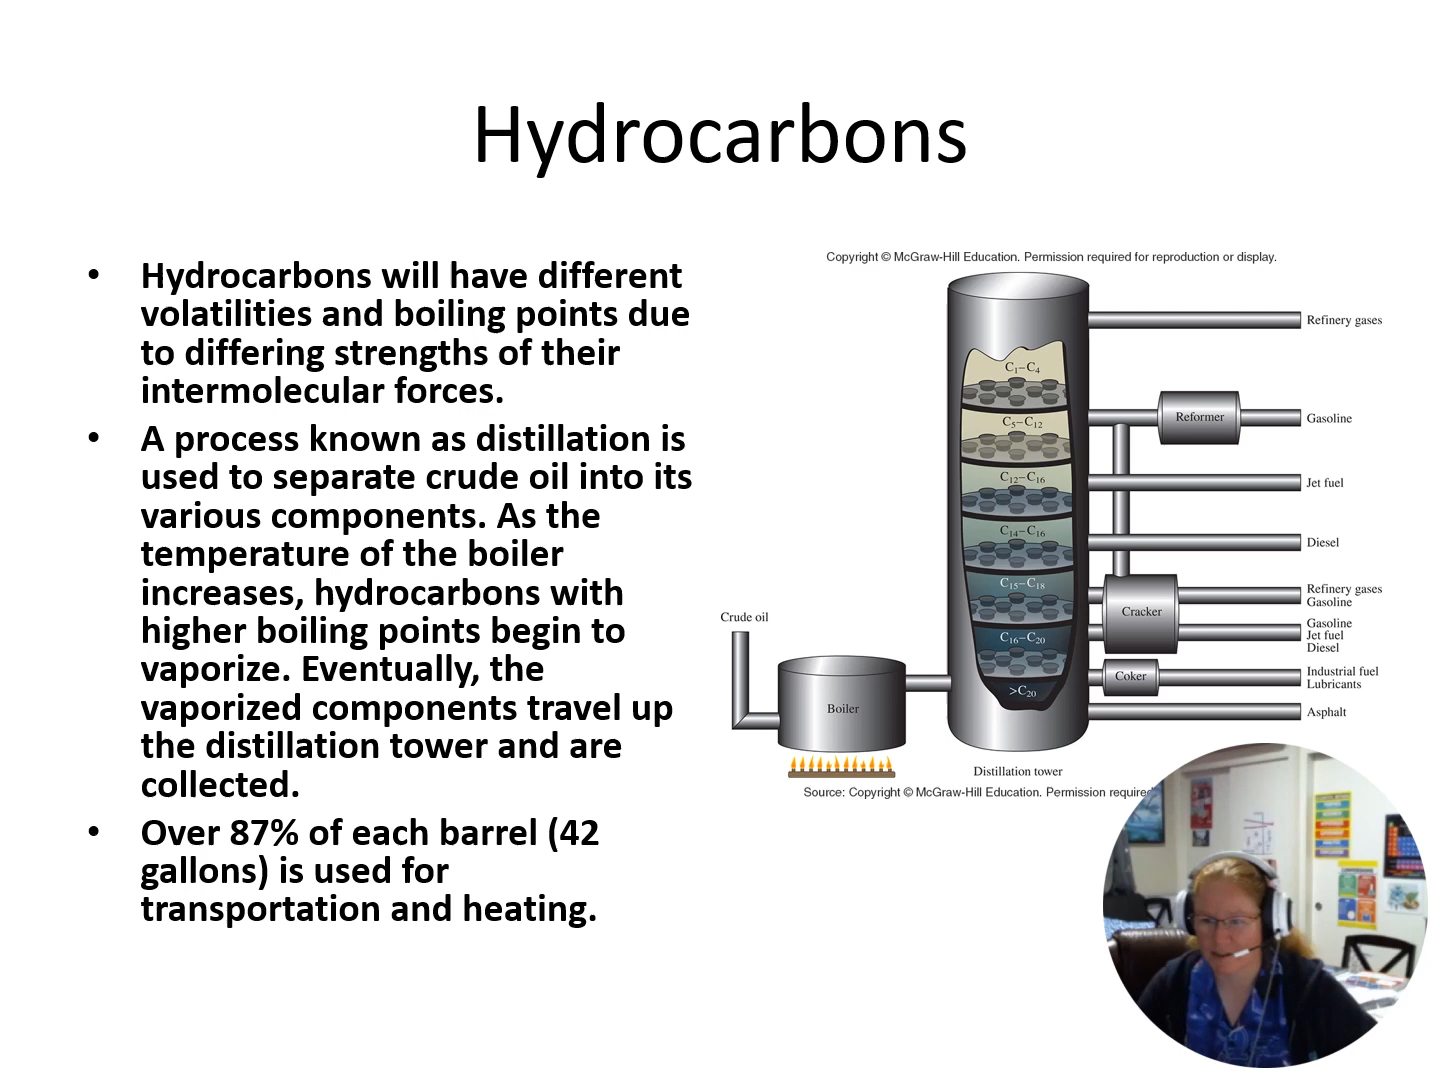 Hydrocarbons
• Hydrocarbons will have different
volatilities and boiling points due
to differing strengths of their
intermolecular forces.
• A process known as distillation is
used to separate crude oil into its
various components. As the
temperature of the boiler
increases, hydrocarbons with
higher boiling points begin to
vaporize. Eventually, the
vaporized components travel up
the distillation tower and are
collected.
• Over 87% of each barrel (42
gallons) is used for
transportation and heating.
Copyright © McGraw-Hill Education. Permission required for reproduction or display.
Refinery gases
C₁–C₄
Reformer
Gasoline
C₅–C₁₂
C₁₂–C₁₆
Jet fuel
C₁₄–C₁₆
Diesel
C₁₅–C₁₈
Refinery gases
Gasoline
Cracker
Crude oil
Gasoline
Jet fuel
Diesel
C₁₆–C₂₀
Coker
Industrial fuel
Lubricants
>C₂₀
Boiler
Asphalt
Distillation tower
Source: Copyright © McGraw-Hill Education. Permission required